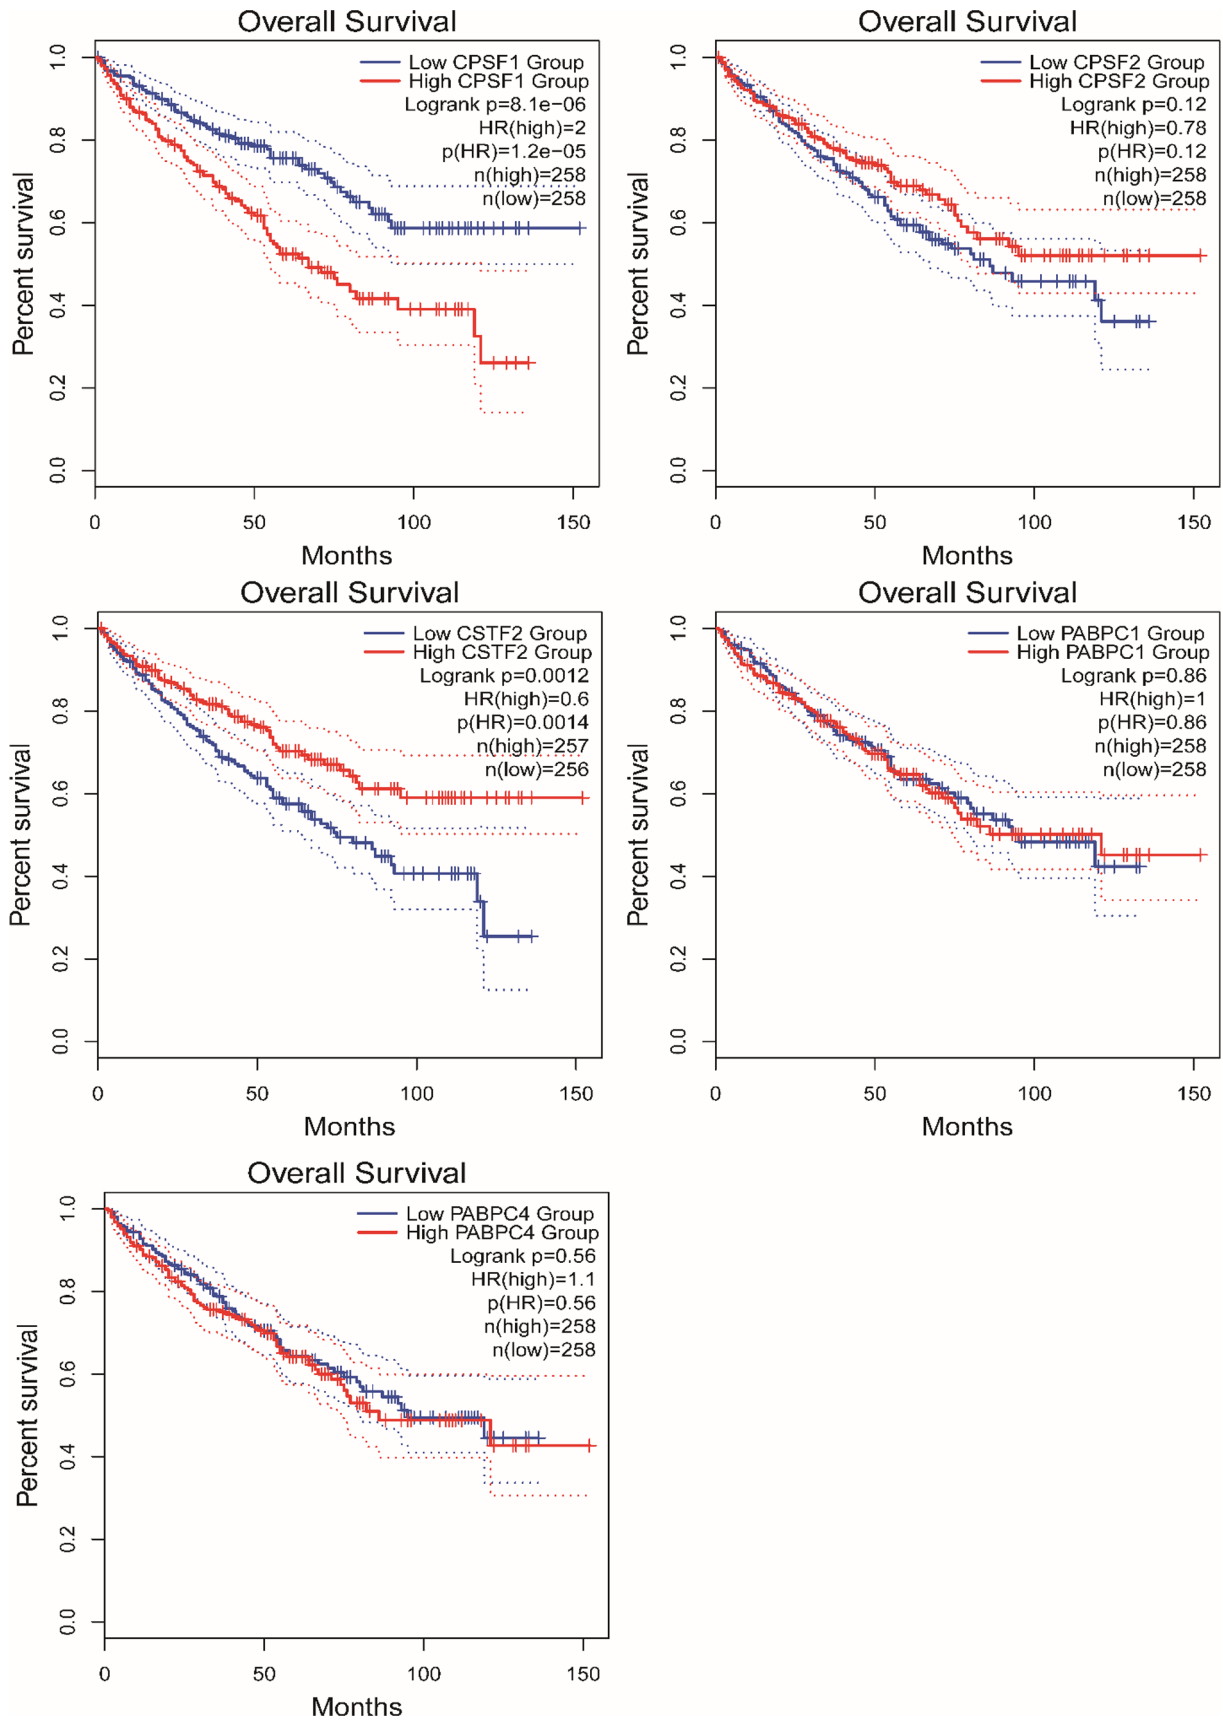 Overall Survival
Low CPSF1 Group
High CPSF1 Group
Logrank p=8.1e−06
HR(high)=2
p(HR)=1.2e−05
n(high)=258
n(low)=258
Percent survival
1.0
0.8
0.6
0.4
0.2
0.0
0 50 100 150
Months
Overall Survival
Low CPSF2 Group
High CPSF2 Group
Logrank p=0.12
HR(high)=0.78
p(HR)=0.12
n(high)=258
n(low)=258
Percent survival
1.0
0.8
0.6
0.4
0.2
0.0
0 50 100 150
Months
Overall Survival
Low CSTF2 Group
High CSTF2 Group
Logrank p=0.0012
HR(high)=0.6
p(HR)=0.0014
n(high)=257
n(low)=256
Percent survival
1.0
0.8
0.6
0.4
0.2
0.0
0 50 100 150
Months
Overall Survival
Low PABPC1 Group
High PABPC1 Group
Logrank p=0.86
HR(high)=1
p(HR)=0.86
n(high)=258
n(low)=258
Percent survival
1.0
0.8
0.6
0.4
0.2
0.0
0 50 100 150
Months
Overall Survival
Low PABPC4 Group
High PABPC4 Group
Logrank p=0.56
HR(high)=1.1
p(HR)=0.56
n(high)=258
n(low)=258
Percent survival
1.0
0.8
0.6
0.4
0.2
0.0
0 50 100 150
Months